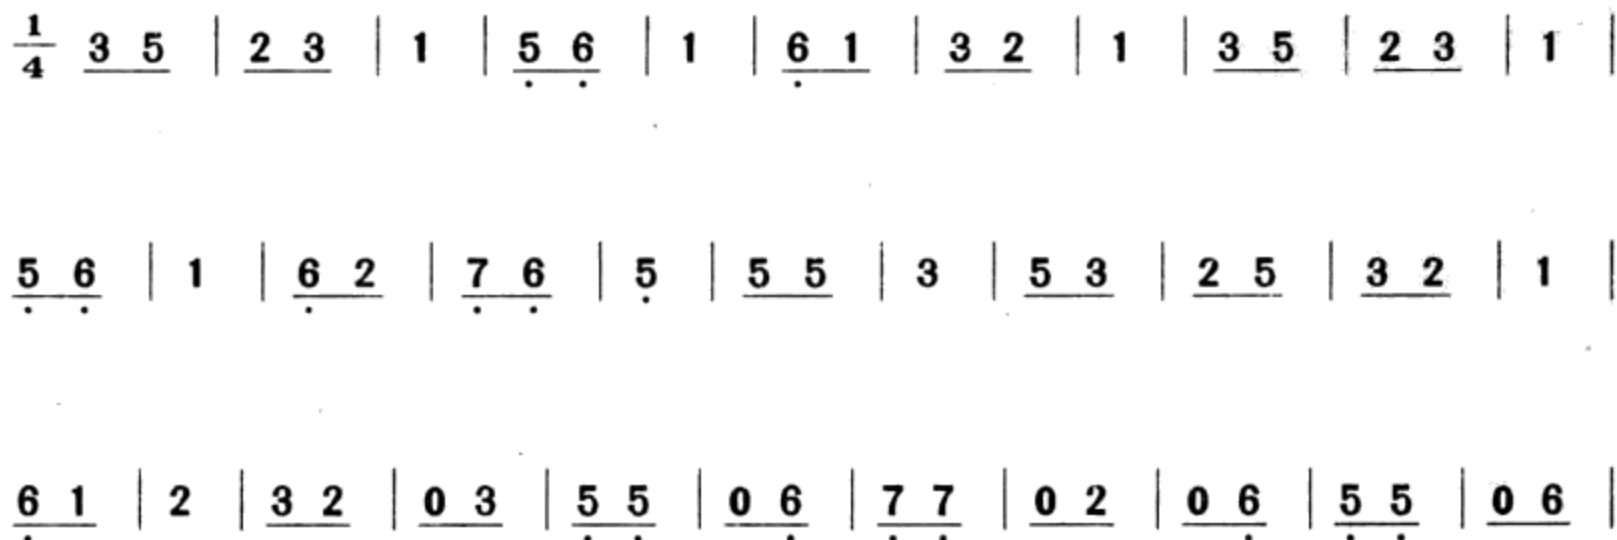 1/4 3 5 | 2 3 | 1 | 5̣ 6̣ | 1 | 6̣ 1 | 3 2 | 1 | 3 5 | 2 3 | 1 |
5̣ 6̣ | 1 | 6̣ 2 | 7̣ 6̣ | 5̣ | 5 5 | 3 | 5 3 | 2 5 | 3 2 | 1 |
6̣ 1 | 2 | 3 2 | 0 3 | 5̣ 5̣ | 0 6̣ | 7̣ 7̣ | 0 2 | 0 6̣ | 5̣ 5̣ | 0 6 |